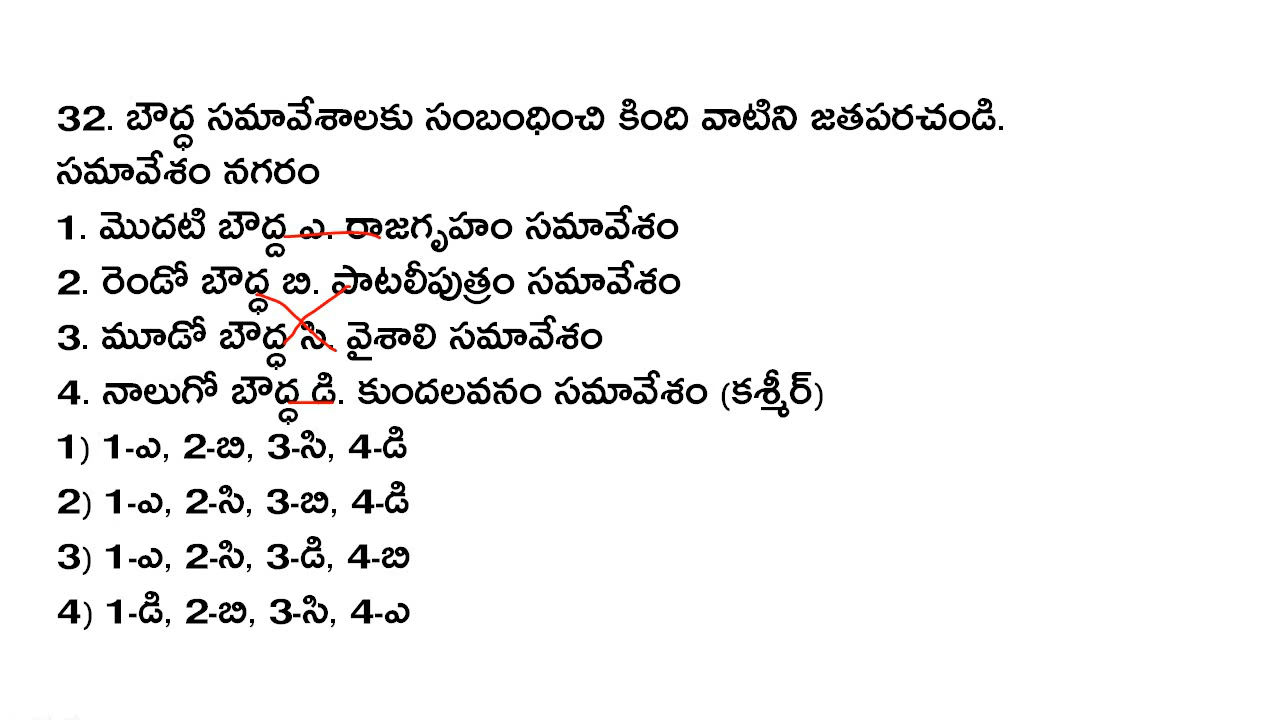 32. బౌద్ధ సమావేశాలకు సంబంధించి కింది వాటిని జతపరచండి.
సమావేశం నగరం
1. మొదటి బౌద్ద ఎ. రాజగృహం సమావేశం
2. రెండో బౌద్ధ బి. పాటలీపుత్రం సమావేశం
3. మూడో బౌద్ధ సి. వైశాలి సమావేశం
4. నాలుగో బౌద్ధ డి. కుందలవనం సమావేశం (కశ్మీర్)
1) 1-ఎ, 2-బి, 3-సి, 4-డి
2) 1-ఎ, 2-సి, 3-బి, 4-డి
3) 1-ఎ, 2-సి, 3-డి, 4-బి
4) 1-డి, 2-బి, 3-సి, 4-ఎ